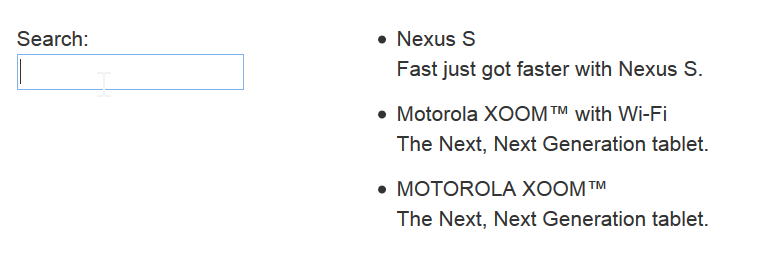 Search:
Nexus S
Fast just got faster with Nexus S.
Motorola XOOM™ with Wi-Fi
The Next, Next Generation tablet.
MOTOROLA XOOM™
The Next, Next Generation tablet.